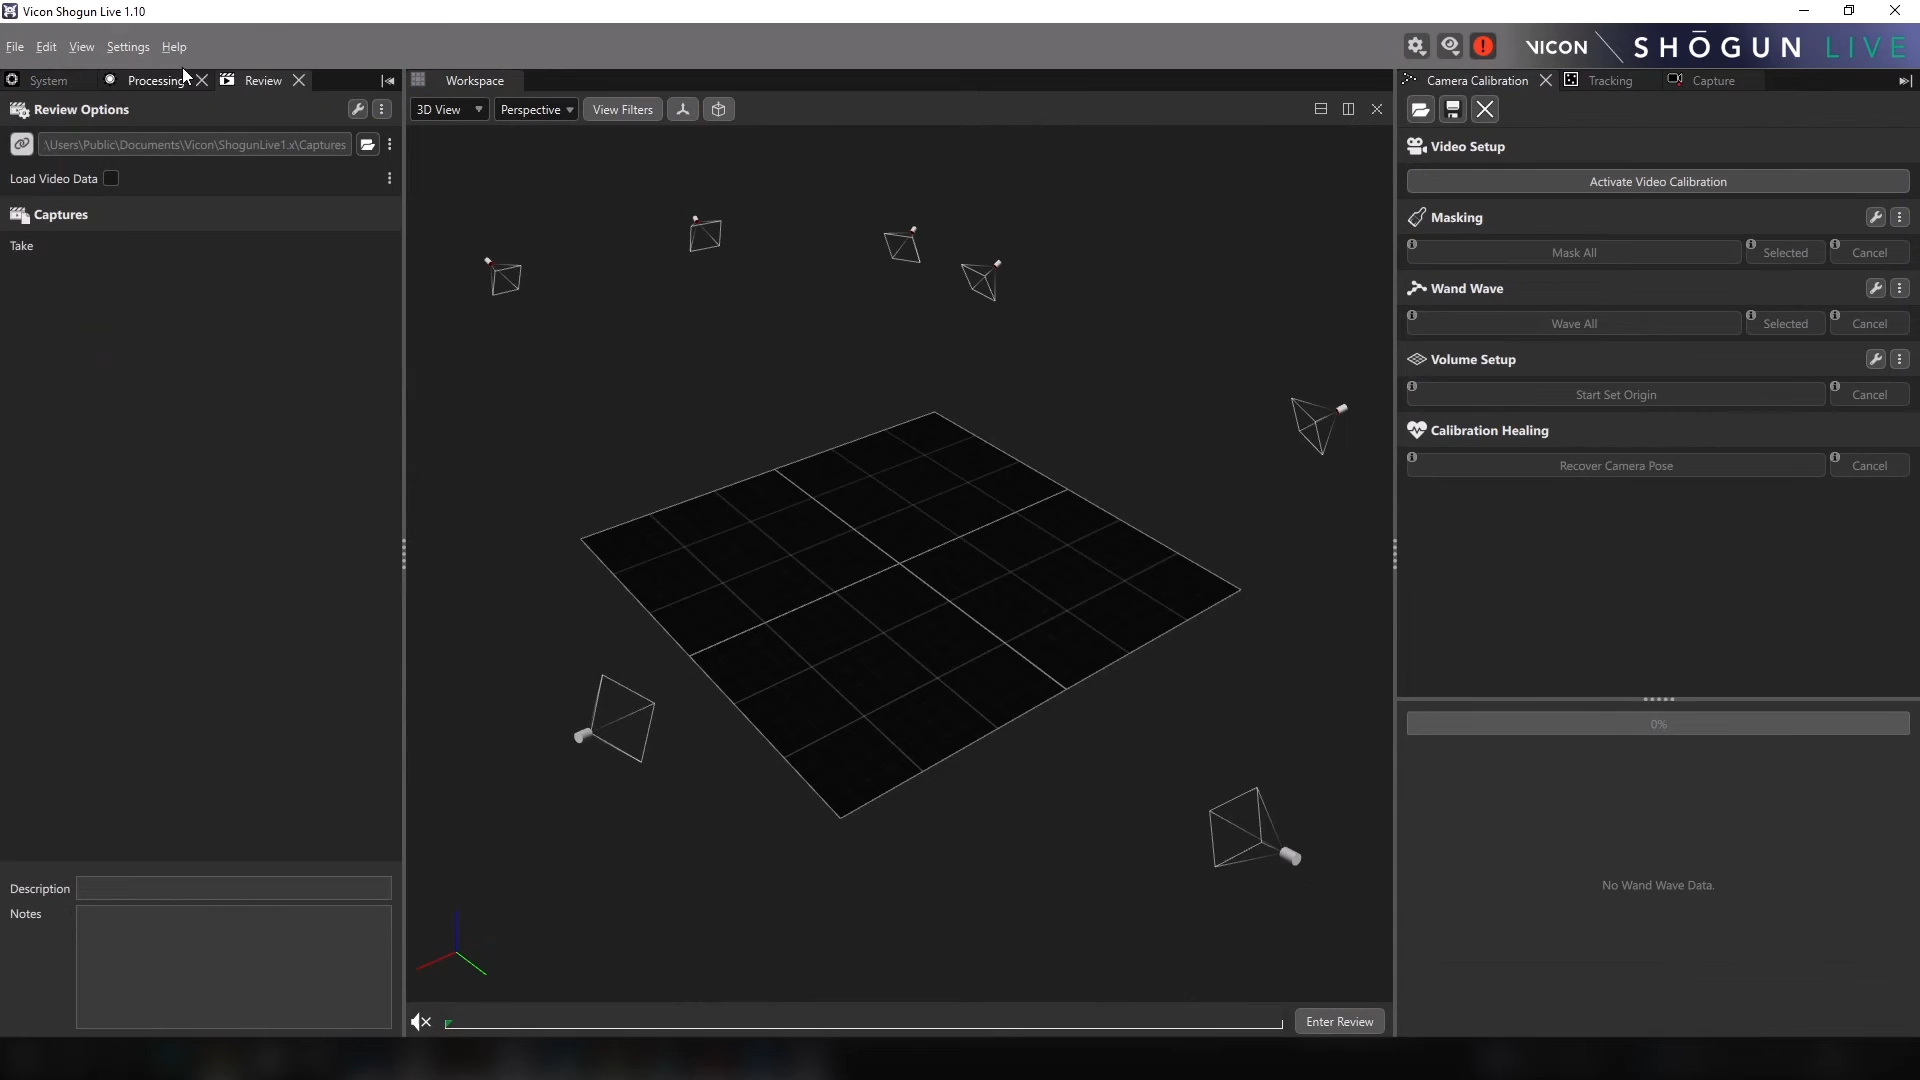 Vicon Shogun Live 1.10
File Edit View Settings Help
VICON SHŌGUN LIVE
System Processing Review
Workspace
Camera Calibration Tracking Capture
Review Options
3D View Perspective View Filters
\Users\Public\Documents\Vicon\ShogunLive1.x\Captures
Load Video Data
Captures
Take
Video Setup
Activate Video Calibration
Masking
Mask All Selected Cancel
Wand Wave
Wave All Selected Cancel
Volume Setup
Start Set Origin Cancel
Calibration Healing
Recover Camera Pose Cancel
0%
No Wand Wave Data.
Description
Notes
Enter Review